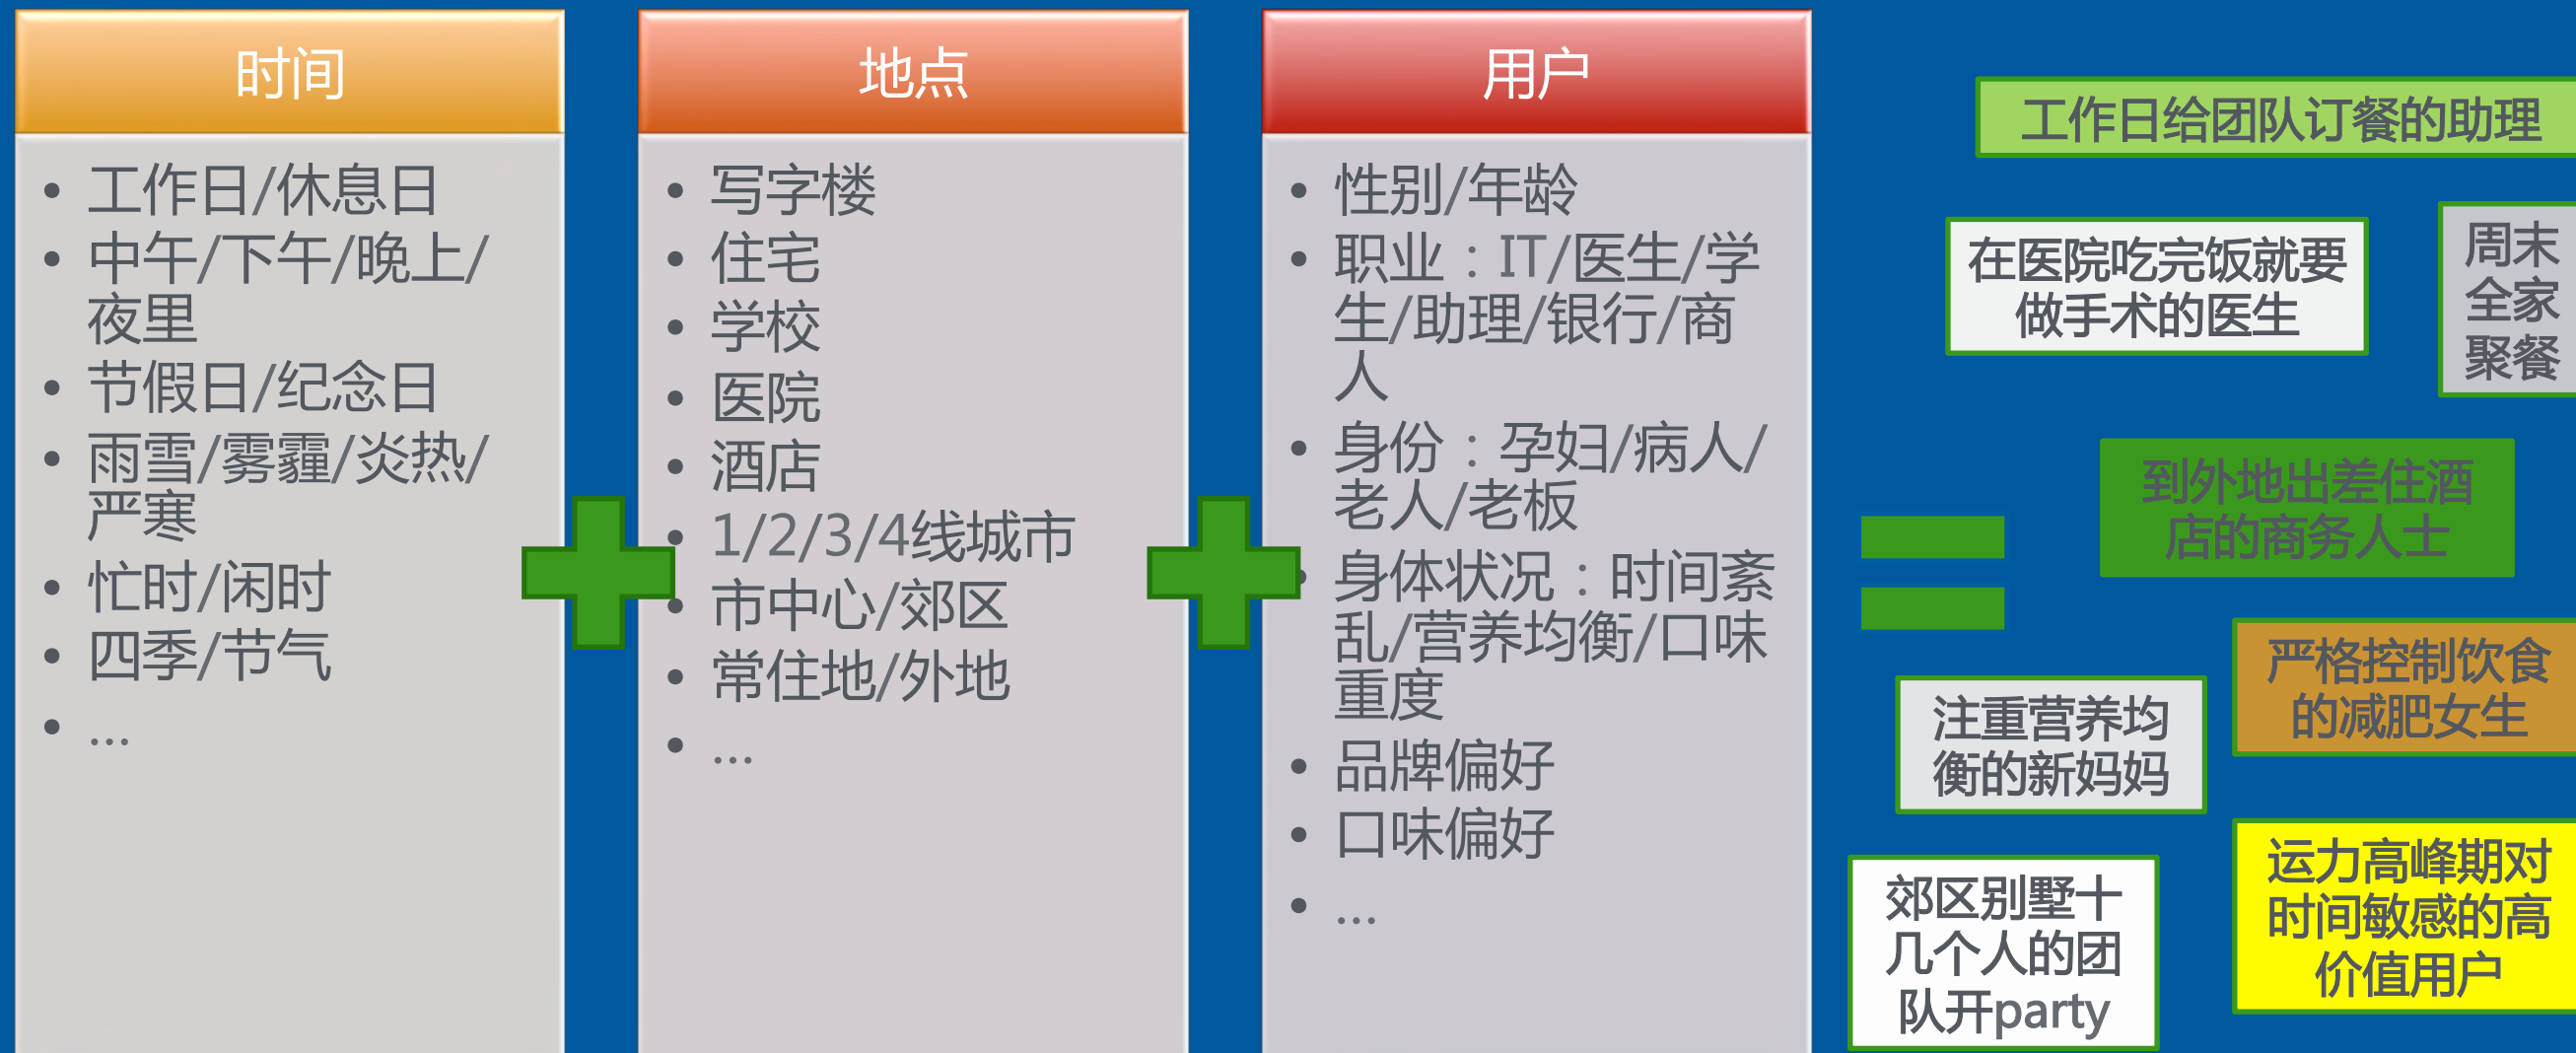 时间
工作日/休息日
中午/下午/晚上/
夜里
节假日/纪念日
雨雪/雾霾/炎热/
严寒
忙时/闲时
四季/节气
...
地点
写字楼
住宅
学校
医院
酒店
1/2/3/4线城市
市中心/郊区
常住地/外地
...
用户
性别/年龄
职业：IT/医生/学
生/助理/银行/商
人
身份：孕妇/病人/
老人/老板
身体状况：时间紊
乱/营养均衡/口味
重度
品牌偏好
口味偏好
...
工作日给团队订餐的助理
在医院吃完饭就要
做手术的医生
周末
全家
聚餐
到外地出差住酒
店的商务人士
严格控制饮食
的减肥女生
注重营养均
衡的新妈妈
运力高峰期对
时间敏感的高
价值用户
郊区别墅十
几个人的团
队开party